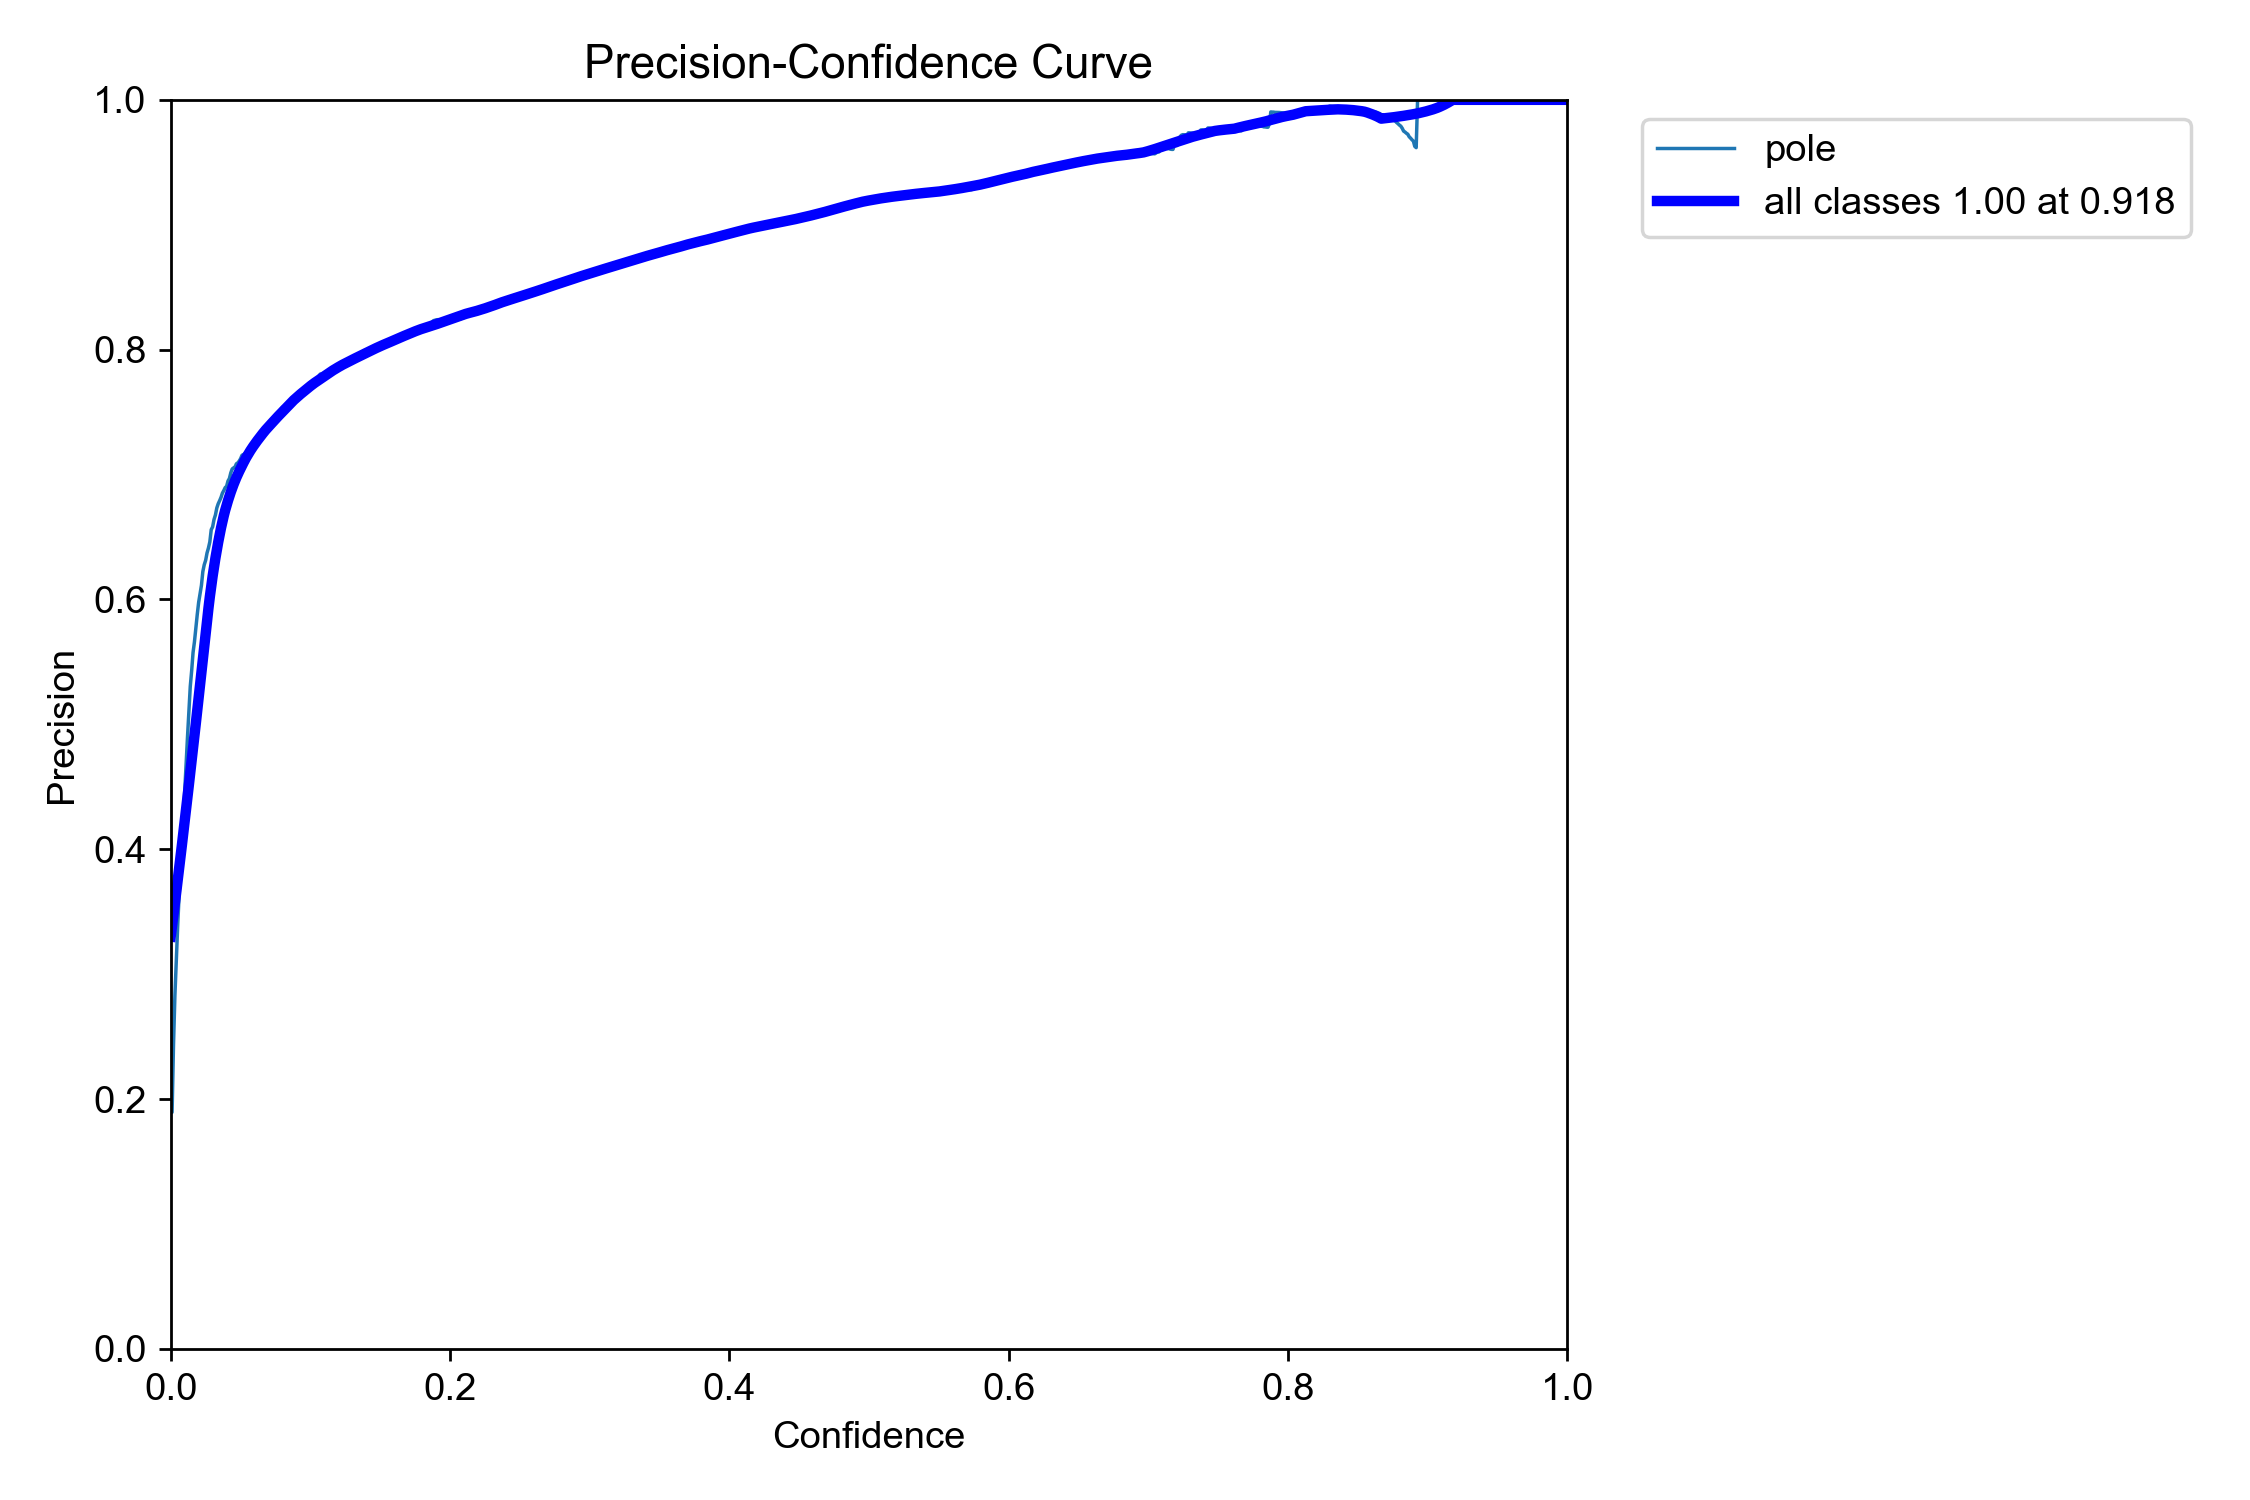 Precision-Confidence Curve
1.0
0.8
0.6
0.4
0.2
0.0
Precision
0.0 0.2 0.4 0.6 0.8 1.0
Confidence
pole
all classes 1.00 at 0.918